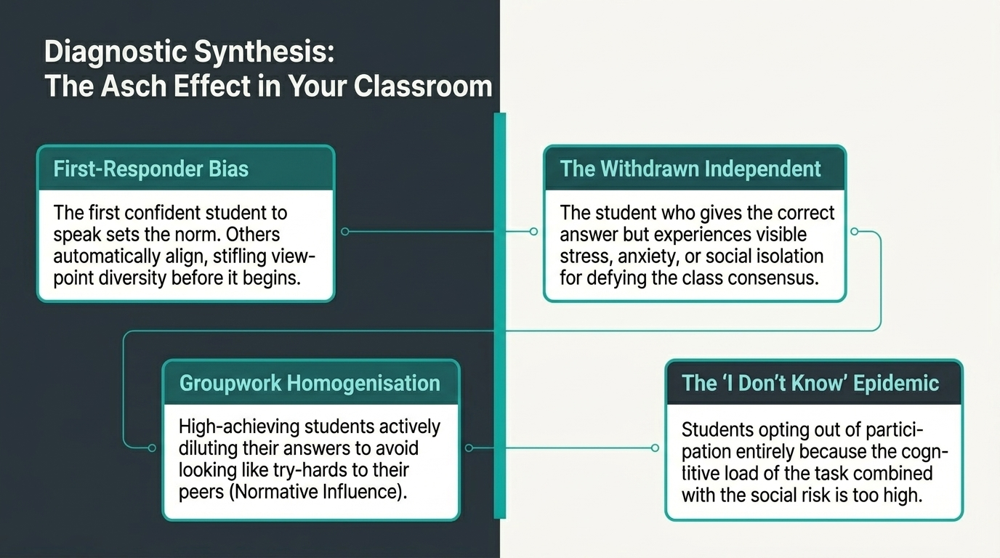 Diagnostic Synthesis:
The Asch Effect in Your Classroom
First-Responder Bias
The first confident student to
speak sets the norm. Others
automatically align, stifling view-
point diversity before it begins.
The Withdrawn Independent
The student who gives the correct
answer but experiences visible
stress, anxiety, or social isolation
for defying the class consensus.
Groupwork Homogenisation
High-achieving students actively
diluting their answers to avoid
looking like try-hards to their
peers (Normative Influence).
The ‘I Don’t Know’ Epidemic
Students opting out of partici-
pation entirely because the cogn-
titive load of the task combined
with the social risk is too high.